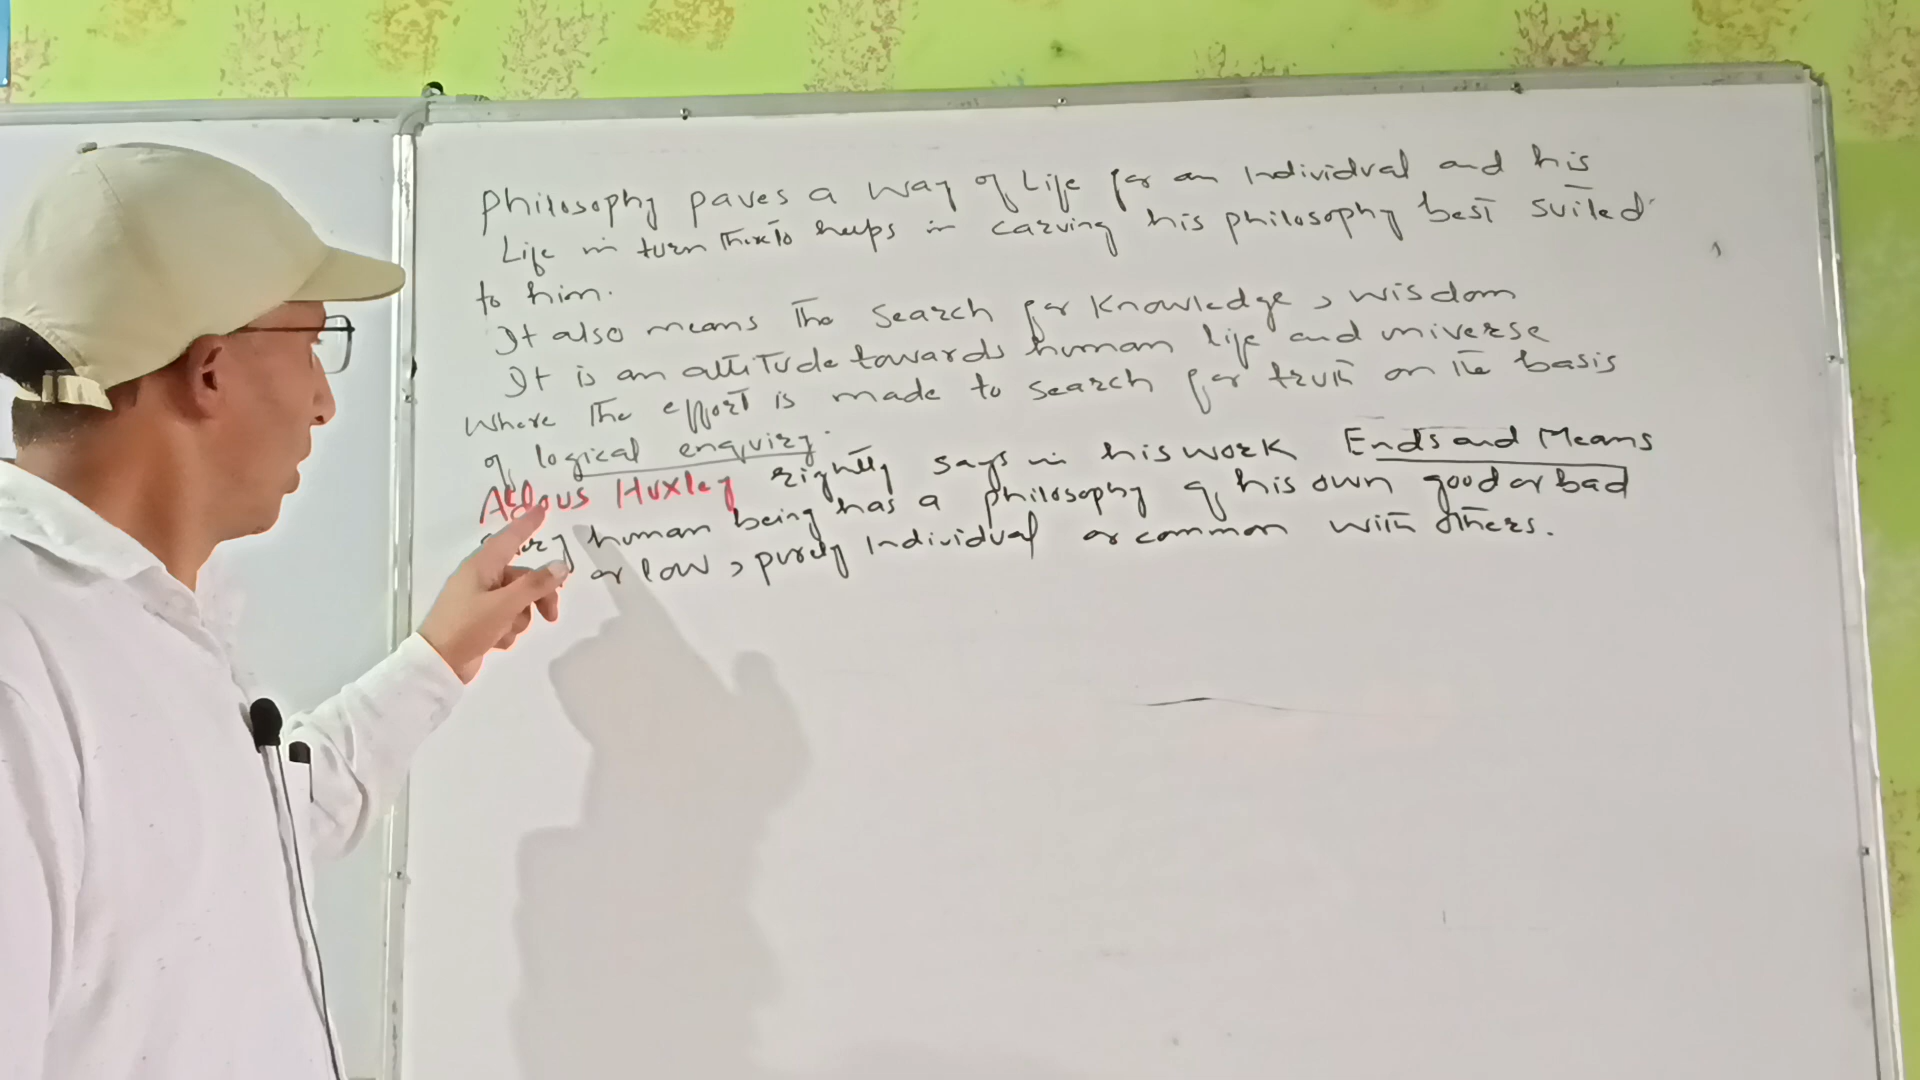 Philosophy paves a way of Life for an Individual and his
Life in turn helps in carving his philosophy best suited
to him.
It also means the search for knowledge, wisdom
It is an attitude towards human life and universe
Where the effort is made to search for truth on the basis
of logical enquiry.
Aldous Huxley rightly says in his work Ends and Means
human being has a philosophy of his own good or bad
or low, purely Individual or common with others.